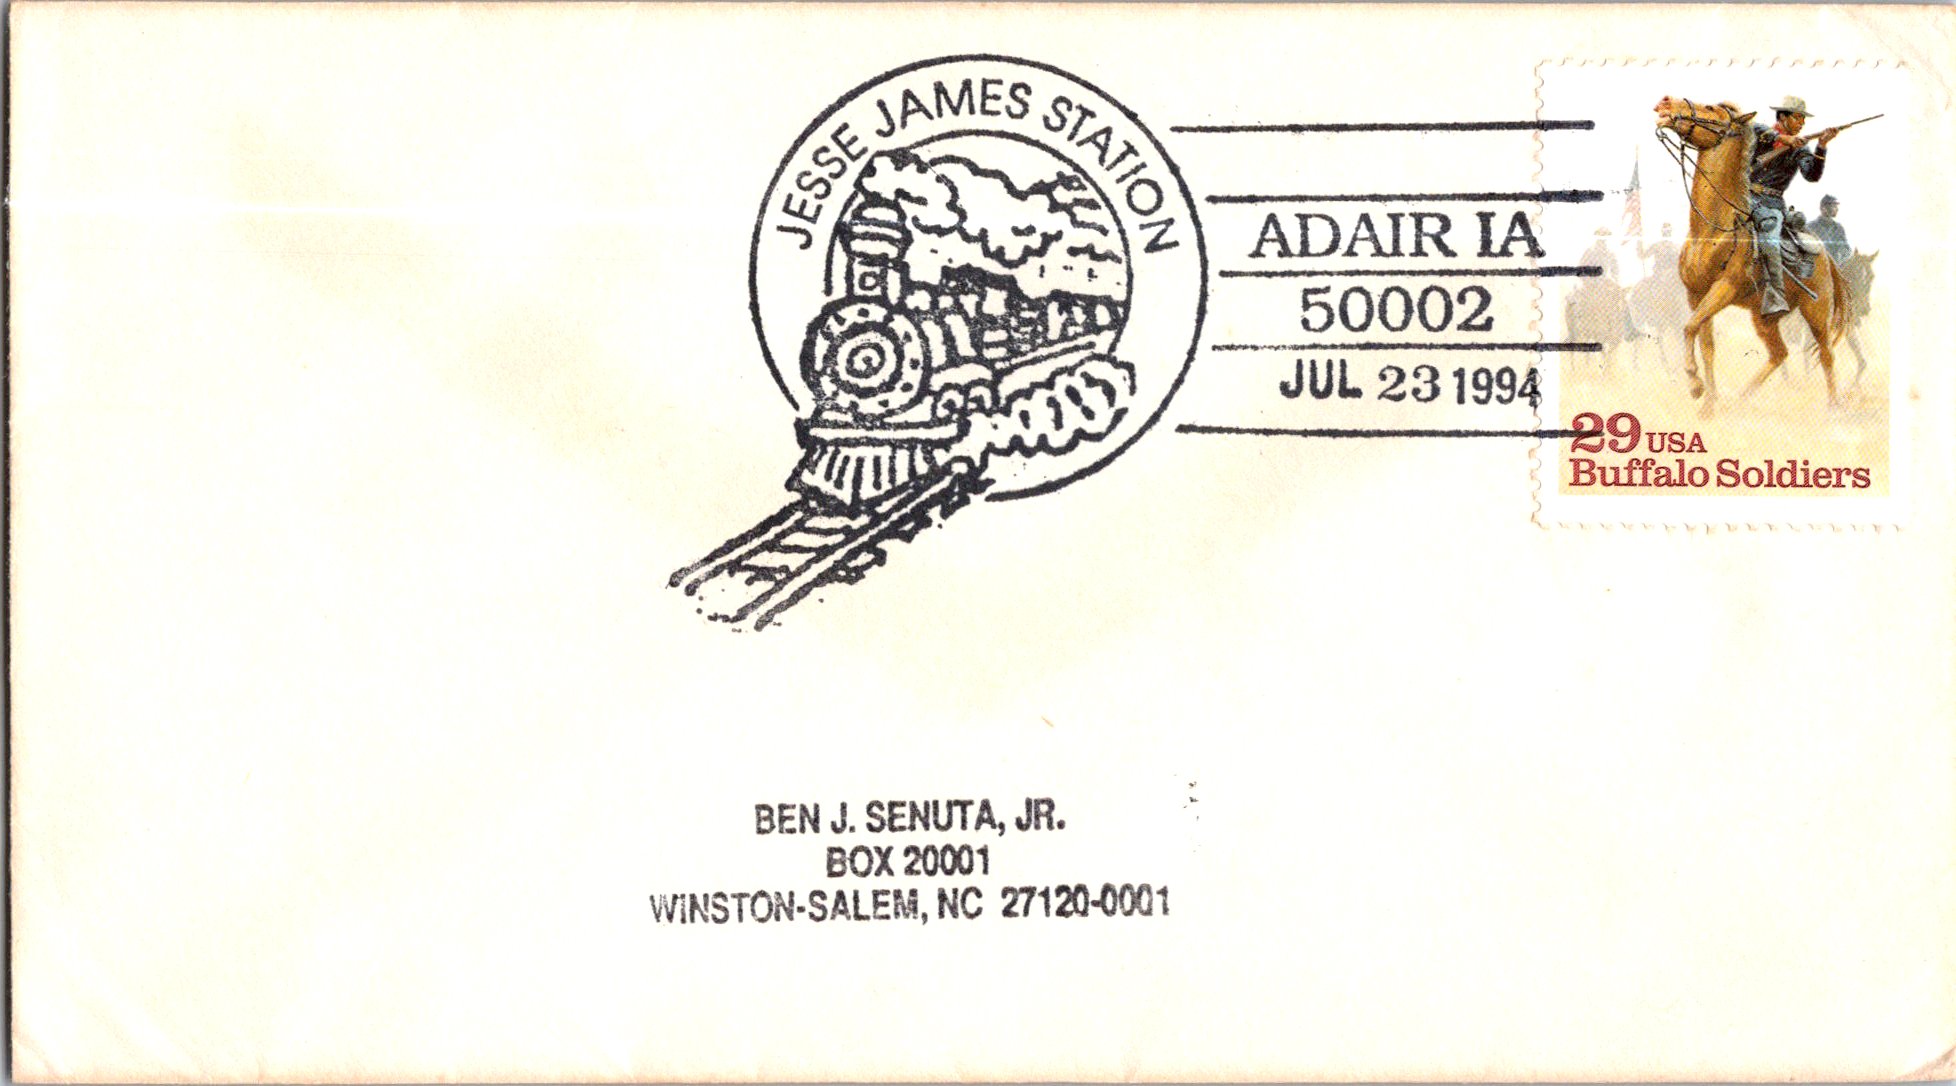 JESSE JAMES STATION
ADAIR IA
50002
JUL 23 1994
29 USA
Buffalo Soldiers
BEN J. SENUTA, JR.
BOX 20001
WINSTON-SALEM, NC 27120-0001